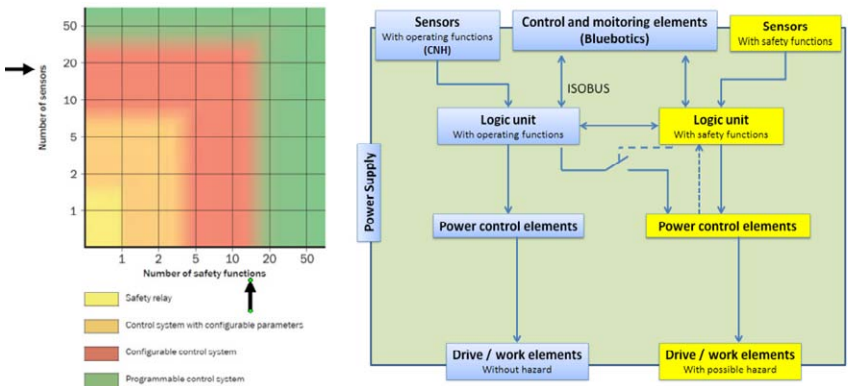 50
20
10
5
2
1
Number of sensors
1 2 5 10 20 50
Number of safety functions
Safety relay
Control system with configurable parameters
Configurable control system
Programmable control system
Sensors
With operating functions
(CNH)
Control and moitoring elements
(Bluebotics)
Sensors
With safety functions
ISOBUS
Logic unit
With operating functions
Logic unit
With safety functions
Power Supply
Power control elements
Power control elements
Drive / work elements
Without hazard
Drive / work elements
With possible hazard